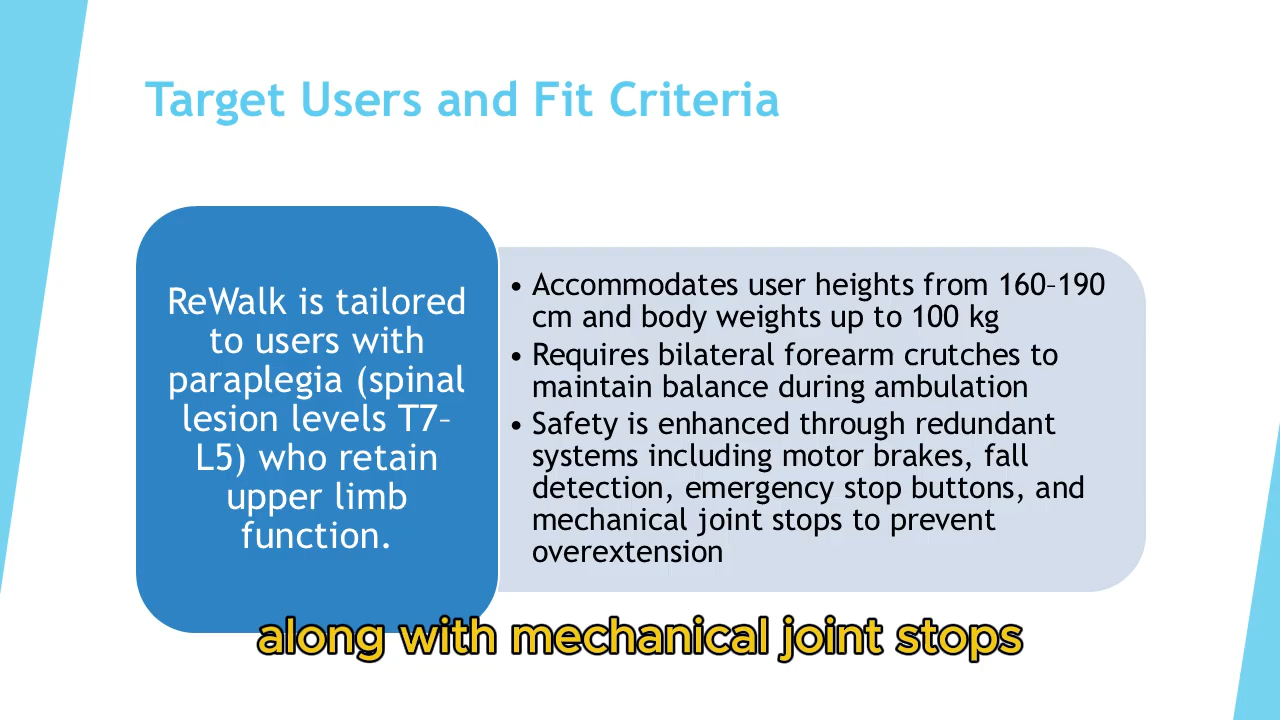 Target Users and Fit Criteria
ReWalk is tailored
to users with
paraplegia (spinal
lesion levels T7–
L5) who retain
upper limb
function.
• Accommodates user heights from 160–190
cm and body weights up to 100 kg
• Requires bilateral forearm crutches to
maintain balance during ambulation
• Safety is enhanced through redundant
systems including motor brakes, fall
detection, emergency stop buttons, and
mechanical joint stops to prevent
overextension
along with mechanical joint stops